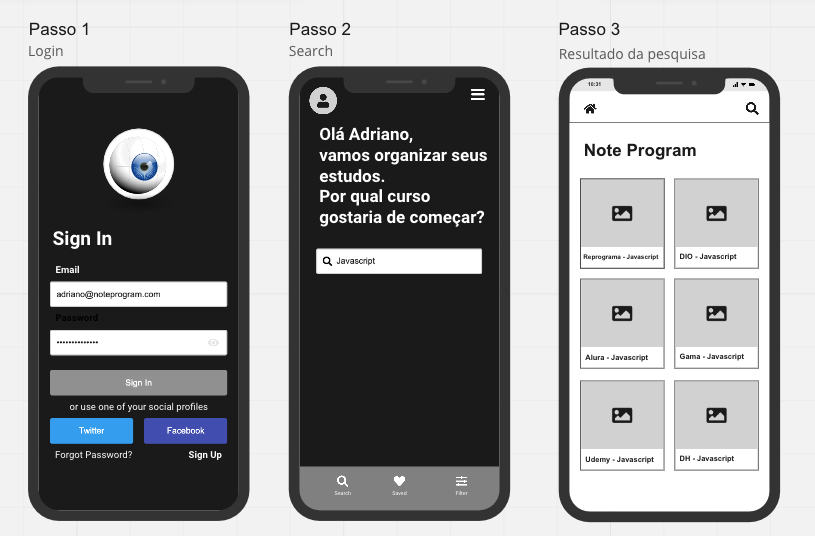 Passo 1
Login
Sign In
Email
adriano@noteprogram.com
Password
••••••••••••••
Sign In
or use one of your social profiles
Twitter
Facebook
Forgot Password?
Sign Up
Passo 2
Search
Olá Adriano,
vamos organizar seus
estudos.
Por qual curso
gostaria de começar?
Javascript
Search
Saved
Filter
Passo 3
Resultado da pesquisa
10:31
Note Program
Reprograma - Javascript
DIO - Javascript
Alura - Javascript
Gama - Javascript
Udemy - Javascript
DH - Javascript